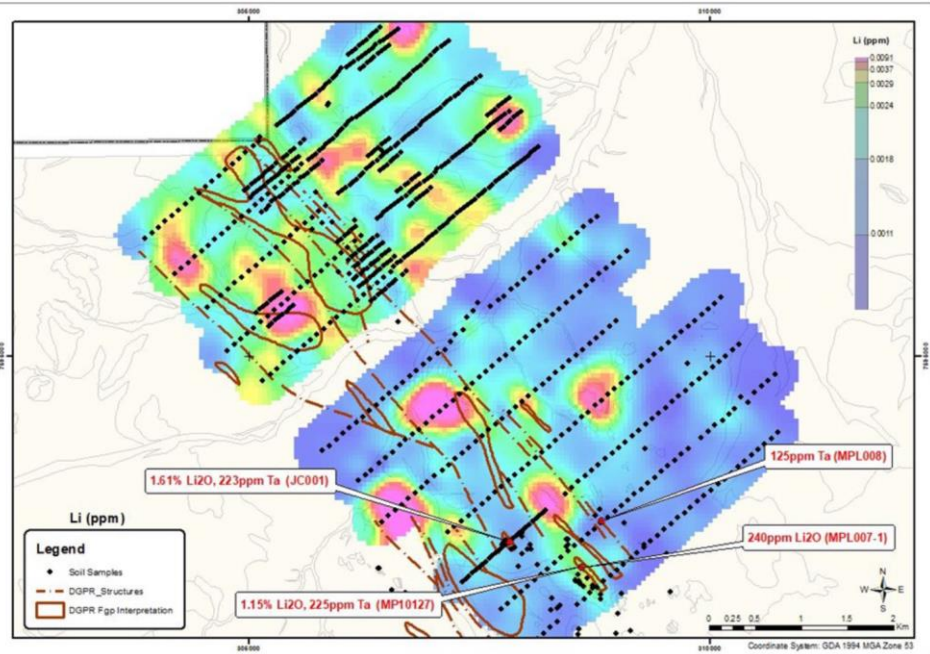 810000
Li (ppm)
0.0091
0.0037
0.0029
0.0024
0.0018
0.0011
125ppm Ta (MPL008)
1.61% Li2O, 223ppm Ta (JC001)
240ppm Li2O (MPL007-1)
1.15% Li2O, 225ppm Ta (MP10127)
Li (ppm)
Legend
Soil Samples
DGPR_Structures
DGPR Fgp Interpretation
N
W E
S
0 0.25 0.5 1 1.5 2
Km
810000
Coordinate System: GDA 1994 MGA Zone 53